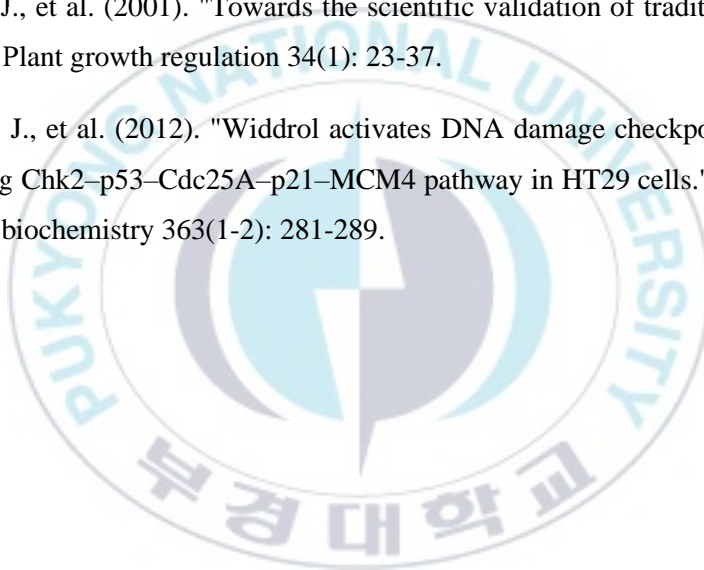 J., et al. (2001). "Towards the scientific validation of tradit
Plant growth regulation 34(1): 23-37.
J., et al. (2012). "Widdrol activates DNA damage checkpo
g Chk2–p53–Cdc25A–p21–MCM4 pathway in HT29 cells."
biochemistry 363(1-2): 281-289.
PUKYONG NATIONAL UNIVERSITY
부경대학교